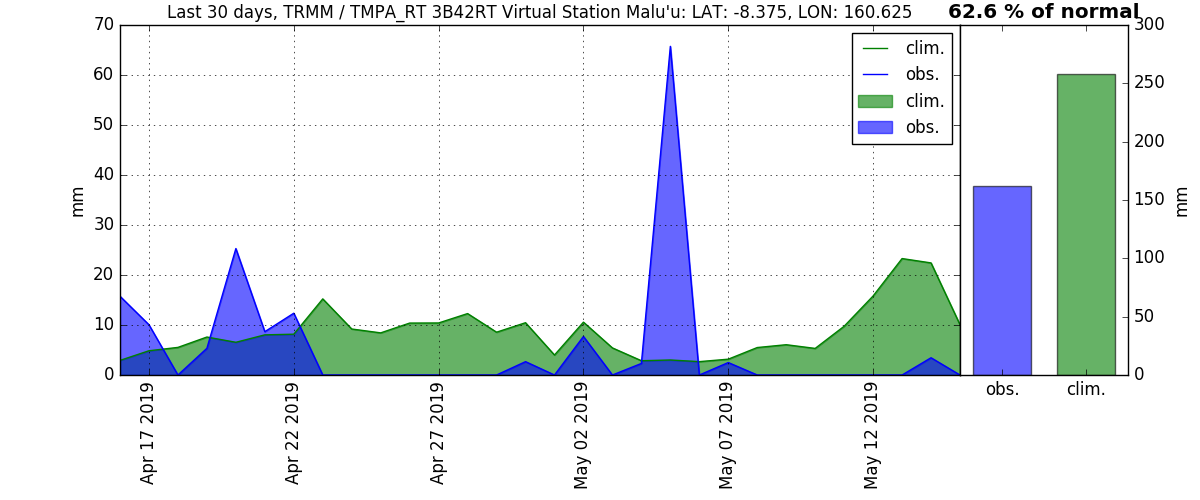 Last 30 days, TRMM / TMPA_RT 3B42RT Virtual Station Malu'u: LAT: -8.375, LON: 160.625
62.6 % of normal
70
60
50
40
30
20
10
0
mm
clim.
obs.
clim.
obs.
Apr 17 2019
Apr 22 2019
Apr 27 2019
May 02 2019
May 07 2019
May 12 2019
300
250
200
150
100
50
0
mm
obs.
clim.